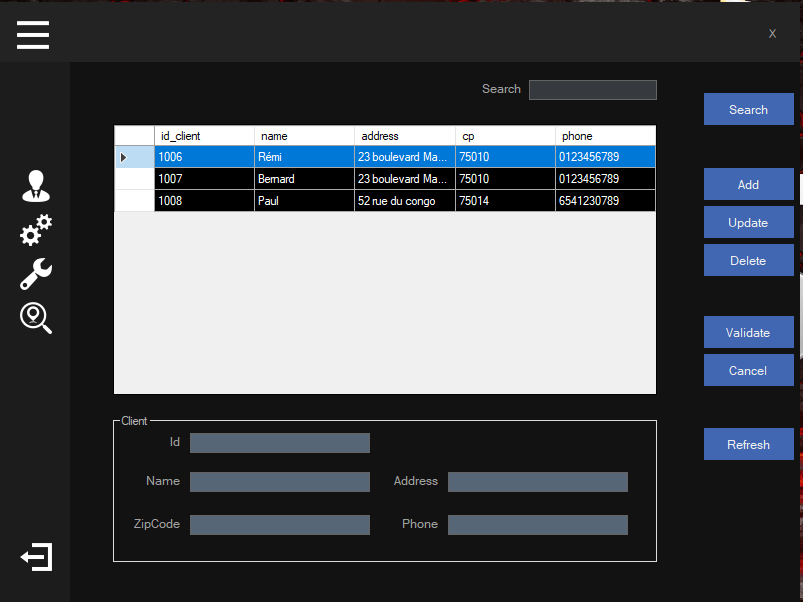 X
Search
Search
id_client name address cp phone
1006 Rémi 23 boulevard Ma... 75010 0123456789
1007 Bernard 23 boulevard Ma... 75010 0123456789
1008 Paul 52 rue du congo 75014 6541230789
Add
Update
Delete
Validate
Cancel
Refresh
Client
Id
Name Address
ZipCode Phone